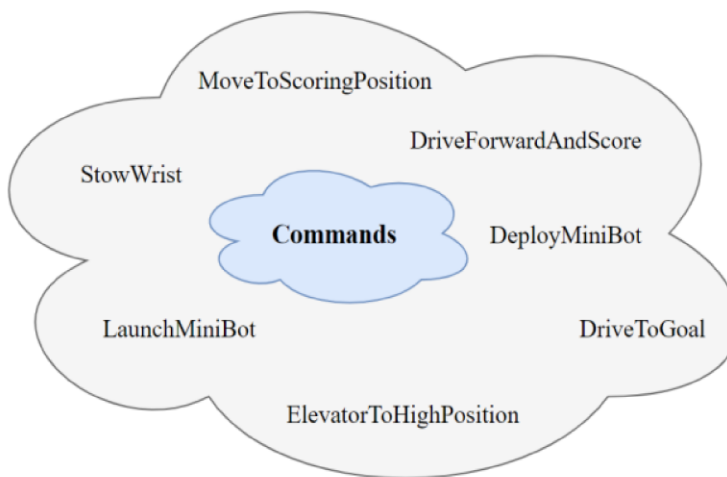 MoveToScoringPosition
DriveForwardAndScore
StowWrist
Commands
DeployMiniBot
LaunchMiniBot
DriveToGoal
ElevatorToHighPosition